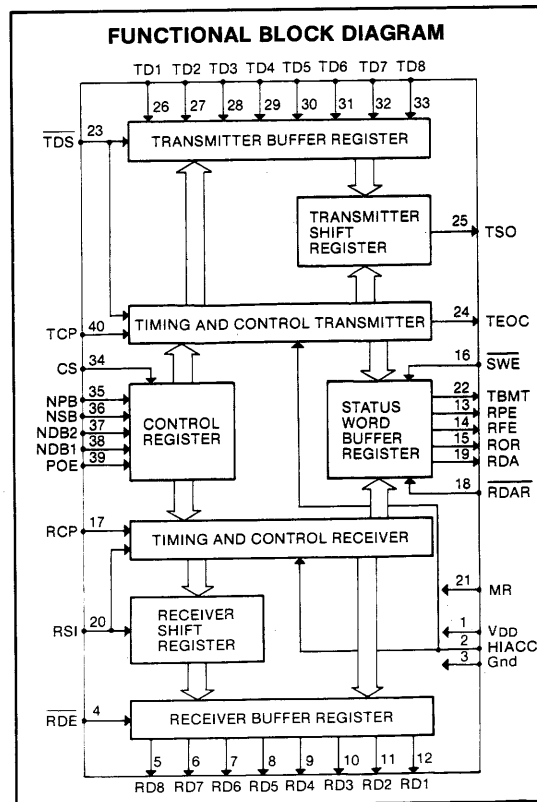 FUNCTIONAL BLOCK DIAGRAM
TD1 TD2 TD3 TD4 TD5 TD6 TD7 TD8
26 27 28 29 30 31 32 33
TDS 23
TRANSMITTER BUFFER REGISTER
TRANSMITTER
SHIFT
REGISTER
25 TSO
TIMING AND CONTROL TRANSMITTER
24 TEOC
TCP 40
CS 34
16 SWE
NPB 35
NSB 36
NDB2 37
NDB1 38
POE 39
CONTROL
REGISTER
STATUS
WORD
BUFFER
REGISTER
22 TBMT
13 RPE
14 RFE
15 ROR
19 RDA
18 RDAR
RCP 17
TIMING AND CONTROL RECEIVER
21 MR
RSI 20
RECEIVER
SHIFT
REGISTER
1 VDD
2 HIACC
3 Gnd
RDE 4
RECEIVER BUFFER REGISTER
5 6 7 8 9 10 11 12
RD8 RD7 RD6 RD5 RD4 RD3 RD2 RD1